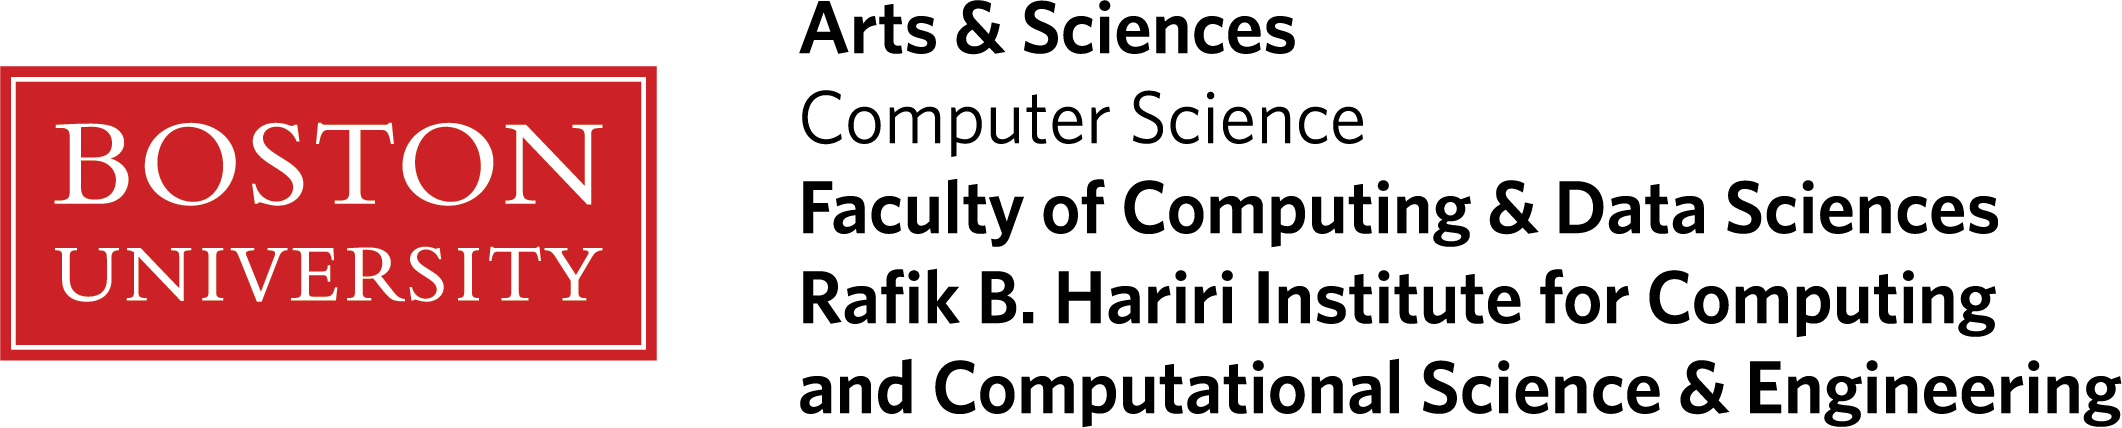 BOSTON
UNIVERSITY
Arts & Sciences
Computer Science
Faculty of Computing & Data Sciences
Rafik B. Hariri Institute for Computing
and Computational Science & Engineering